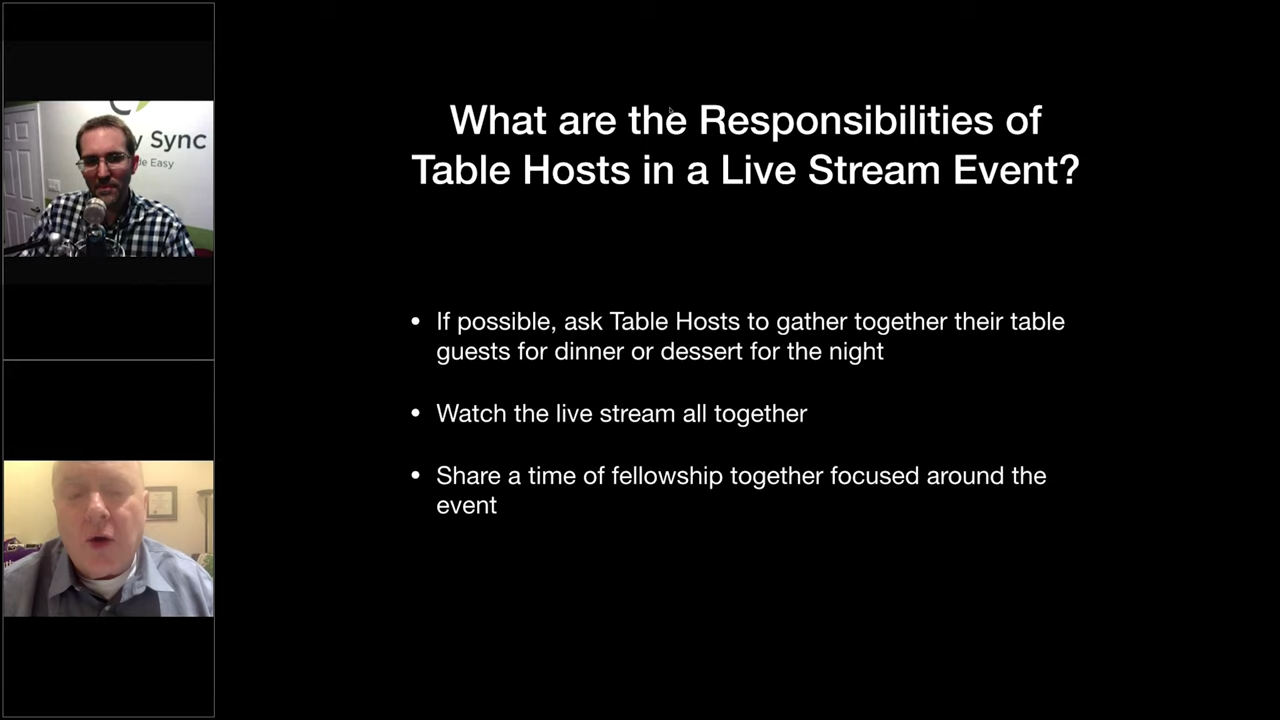 What are the Responsibilities of
Table Hosts in a Live Stream Event?
• If possible, ask Table Hosts to gather together their table
guests for dinner or dessert for the night
• Watch the live stream all together
• Share a time of fellowship together focused around the
event
y Sync
de Easy